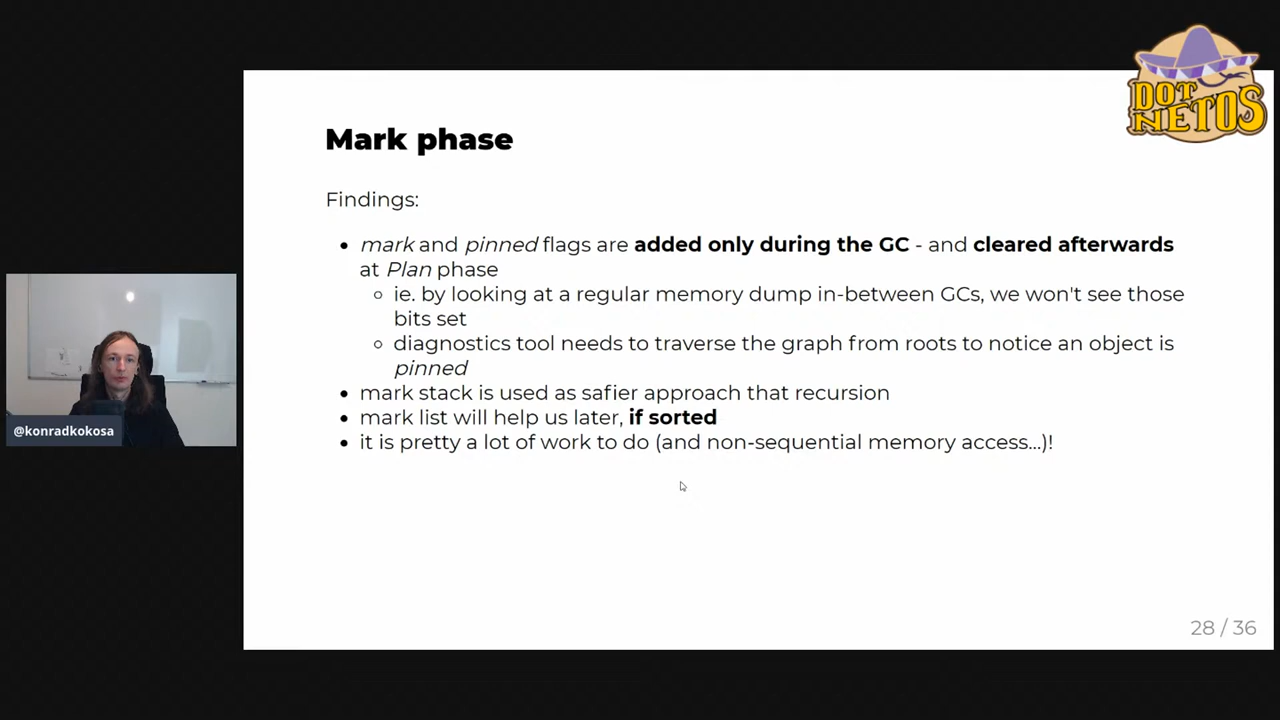 DOT
NETOS
Mark phase
Findings:
mark and pinned flags are added only during the GC - and cleared afterwards
at Plan phase
ie. by looking at a regular memory dump in-between GCs, we won't see those
bits set
diagnostics tool needs to traverse the graph from roots to notice an object is
pinned
mark stack is used as safier approach that recursion
mark list will help us later, if sorted
it is pretty a lot of work to do (and non-sequential memory access...)!
@konradkokosa
28 / 36